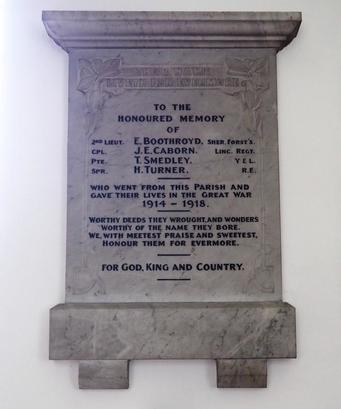 TO THE
HONOURED MEMORY
OF
2ND LIEUT. E. BOOTHROYD. SHER. FORST'S.
CPL. J. E. CABORN. LINC. REGT.
PTE. T. SMEDLEY. Y & L.
SPR. H. TURNER. R.E.
WHO WENT FROM THIS PARISH AND
GAVE THEIR LIVES IN THE GREAT WAR
1914 - 1918.
WORTHY DEEDS THEY WROUGHT, AND WONDERS
WORTHY OF THE NAME THEY BORE.
WE, WITH MEETEST PRAISE AND SWEETEST,
HONOUR THEM FOR EVERMORE.
FOR GOD, KING AND COUNTRY.